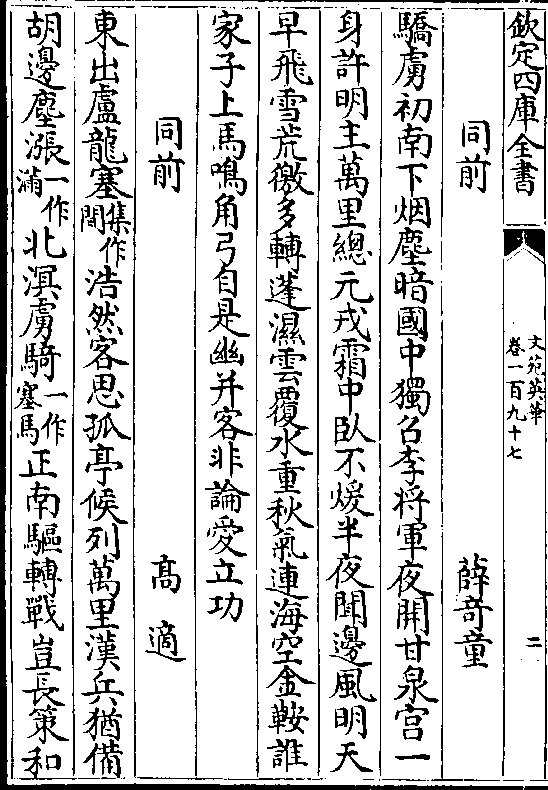 欽定四庫全書
文苑英華
卷一百九十七
二
同前 薛竒童
驕虜初南下烟塵暗國中獨召李将軍夜開甘泉宫一
身許明主萬里總元戎霜中臥不煖半夜聞邊風明天
早飛雪荒徼多轉蓬濕雲覆水重秋氣連海空金鞍誰
家子上馬鳴角弓自是幽并客非論愛立功
同前 髙適
東出盧龍塞集作間浩然客思孤亭候列萬里漢兵猶備
胡邊塵漲一作滿北溟虜騎一作塞馬正南驅轉戰豈長策和